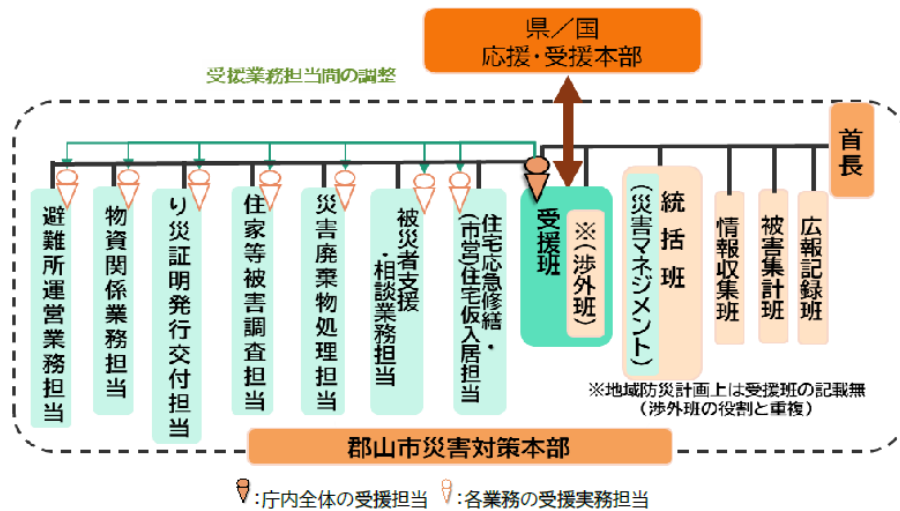 県／国
応援・受援本部
受援業務担当間の調整
首長
避難所運営業務担当
物資関係業務担当
り災証明発行交付担当
住家等被害調査担当
災害廃棄物処理担当
被災者支援
・相談業務担当
住宅応急修繕・
(市営)住宅仮入居担当
受援班
※(渉外班)
統括班
(災害マネジメント)
情報収集班
被害集計班
広報記録班
※地域防災計画上は受援班の記載無
(渉外班の役割と重複)
郡山市災害対策本部
:庁内全体の受援担当
:各業務の受援実務担当